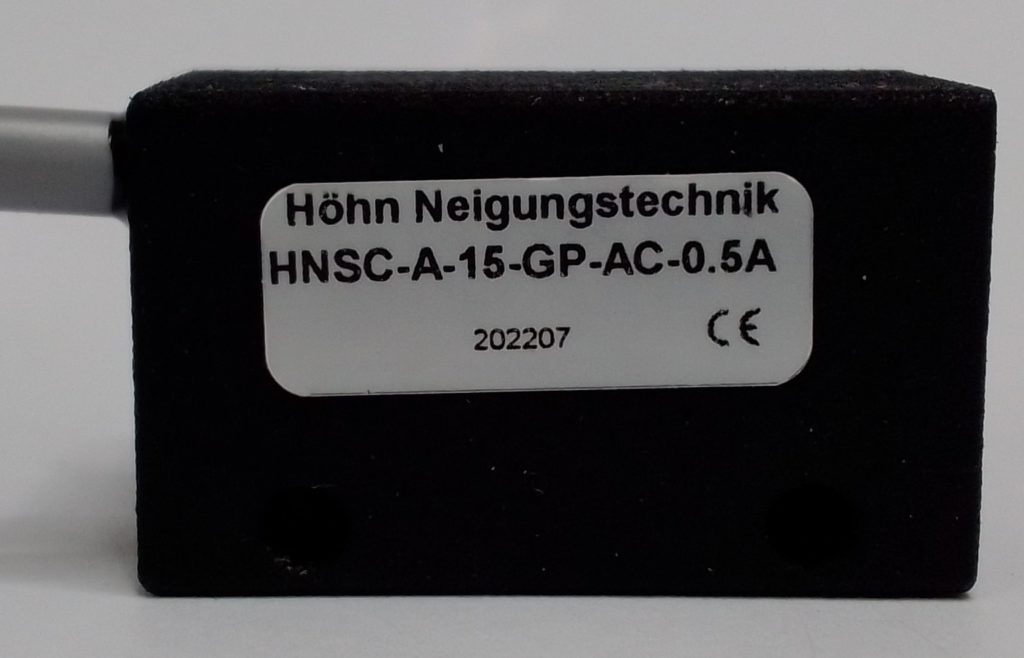 Höhn Neigungstechnik
HNSC-A-15-GP-AC-0.5A
202207 CE